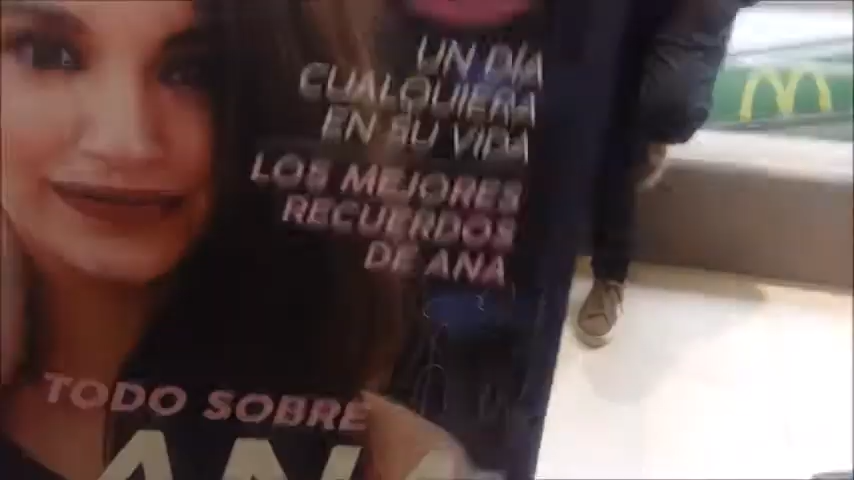 UN DÍA
CUALQUIERA
EN SU VIDA
LOS MEJORES
RECUERDOS
DE ANA
TODO SOBRE
ANA